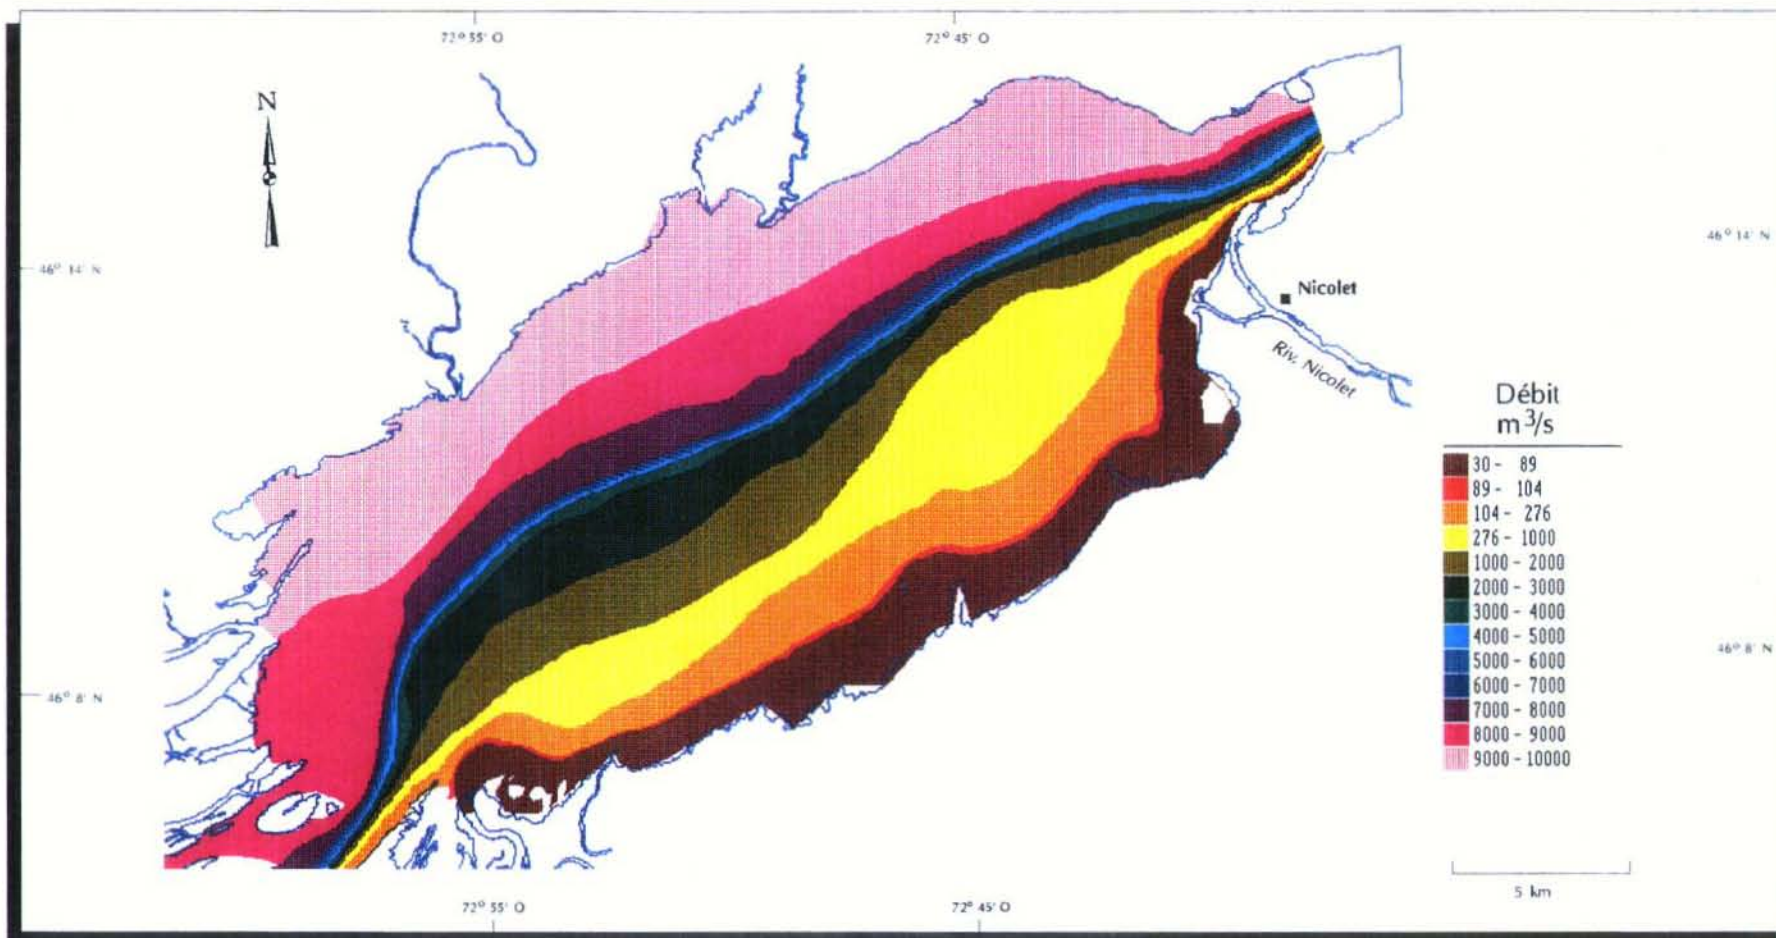 72° 55' O
72° 45' O
N
46° 14' N
46° 14' N
Nicolet
Riv. Nicolet
Débit
m³/s
30 - 89
89 - 104
104 - 276
276 - 1000
1000 - 2000
2000 - 3000
3000 - 4000
4000 - 5000
5000 - 6000
6000 - 7000
7000 - 8000
8000 - 9000
9000 - 10000
46° 8' N
46° 8' N
5 km
72° 55' O
72° 45' O